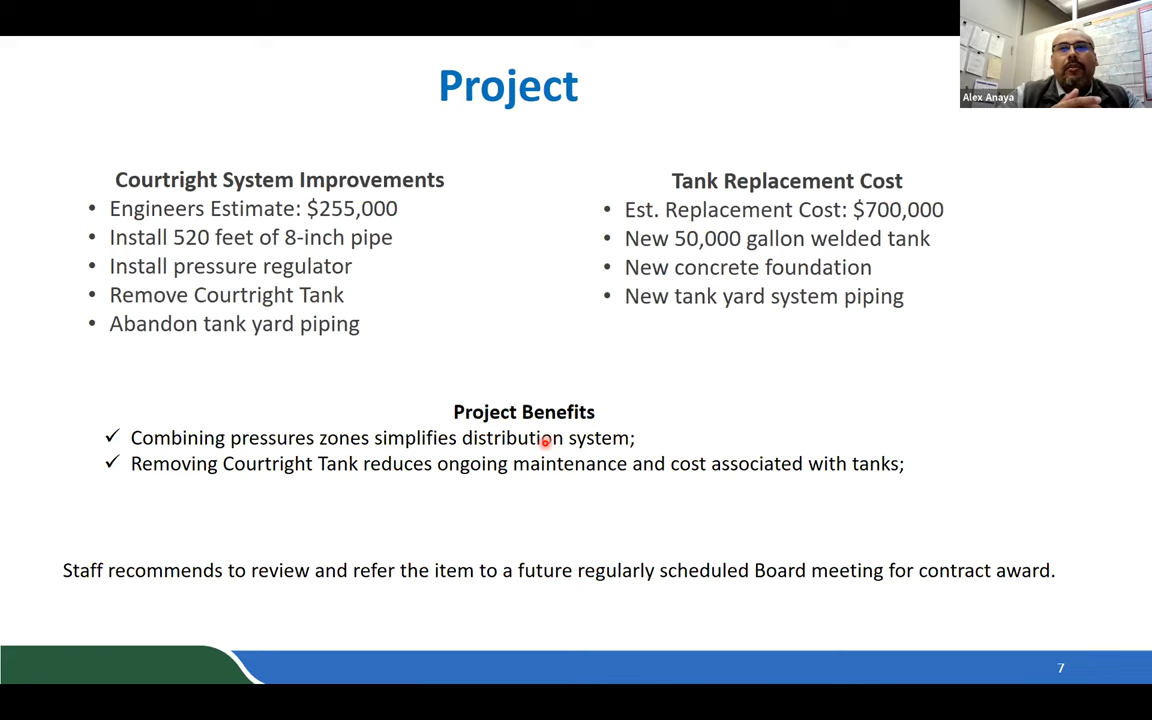 Project
Alex Anaya
Courtright System Improvements
• Engineers Estimate: $255,000
• Install 520 feet of 8-inch pipe
• Install pressure regulator
• Remove Courtright Tank
• Abandon tank yard piping
Tank Replacement Cost
• Est. Replacement Cost: $700,000
• New 50,000 gallon welded tank
• New concrete foundation
• New tank yard system piping
Project Benefits
✓ Combining pressures zones simplifies distribution system;
✓ Removing Courtright Tank reduces ongoing maintenance and cost associated with tanks;
Staff recommends to review and refer the item to a future regularly scheduled Board meeting for contract award.
7